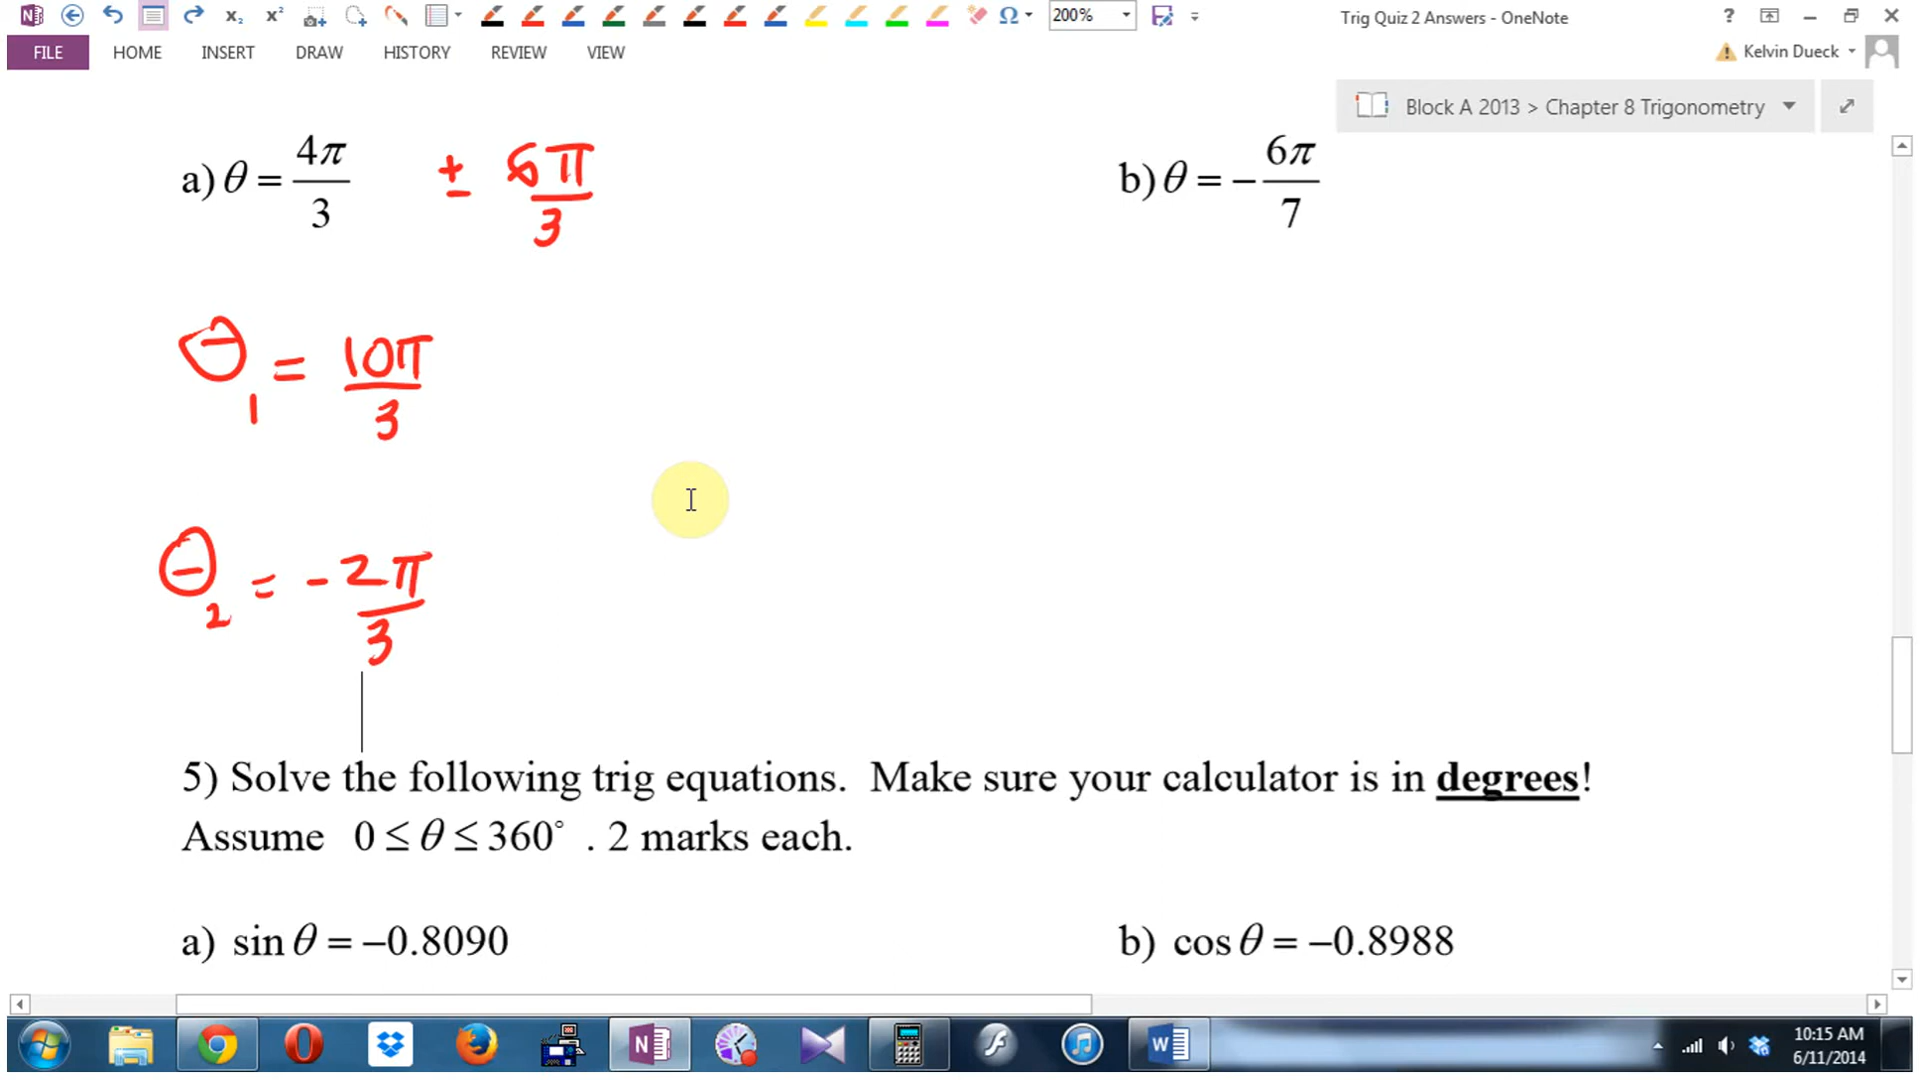 x₂ x² 200% Trig Quiz 2 Answers - OneNote ?
FILE HOME INSERT DRAW HISTORY REVIEW VIEW Kelvin Dueck
Block A 2013 > Chapter 8 Trigonometry
a) θ = 4π/3 ± 6π/3 b) θ = −6π/7
θ₁ = 10π/3
θ₂ = -2π/3
5) Solve the following trig equations. Make sure your calculator is in degrees!
Assume 0 ≤ θ ≤ 360° . 2 marks each.
a) sin θ = −0.8090 b) cos θ = −0.8988
10:15 AM
6/11/2014